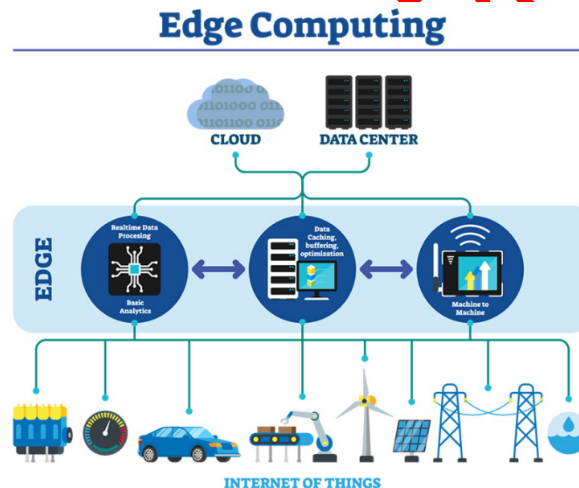 Edge Computing
CLOUD
DATA CENTER
EDGE
Realtime Data
Procesing
Basic
Analytics
Data
Caching,
buffering,
optimization
Machine to
Machine
INTERNET OF THINGS